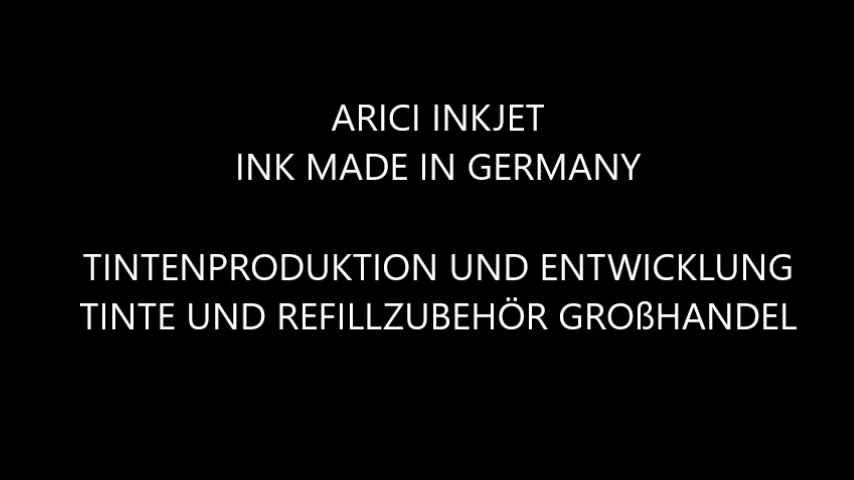 ARICI INKJET
INK MADE IN GERMANY
TINTENPRODUKTION UND ENTWICKLUNG
TINTE UND REFILLZUBEHÖR GROßHANDEL